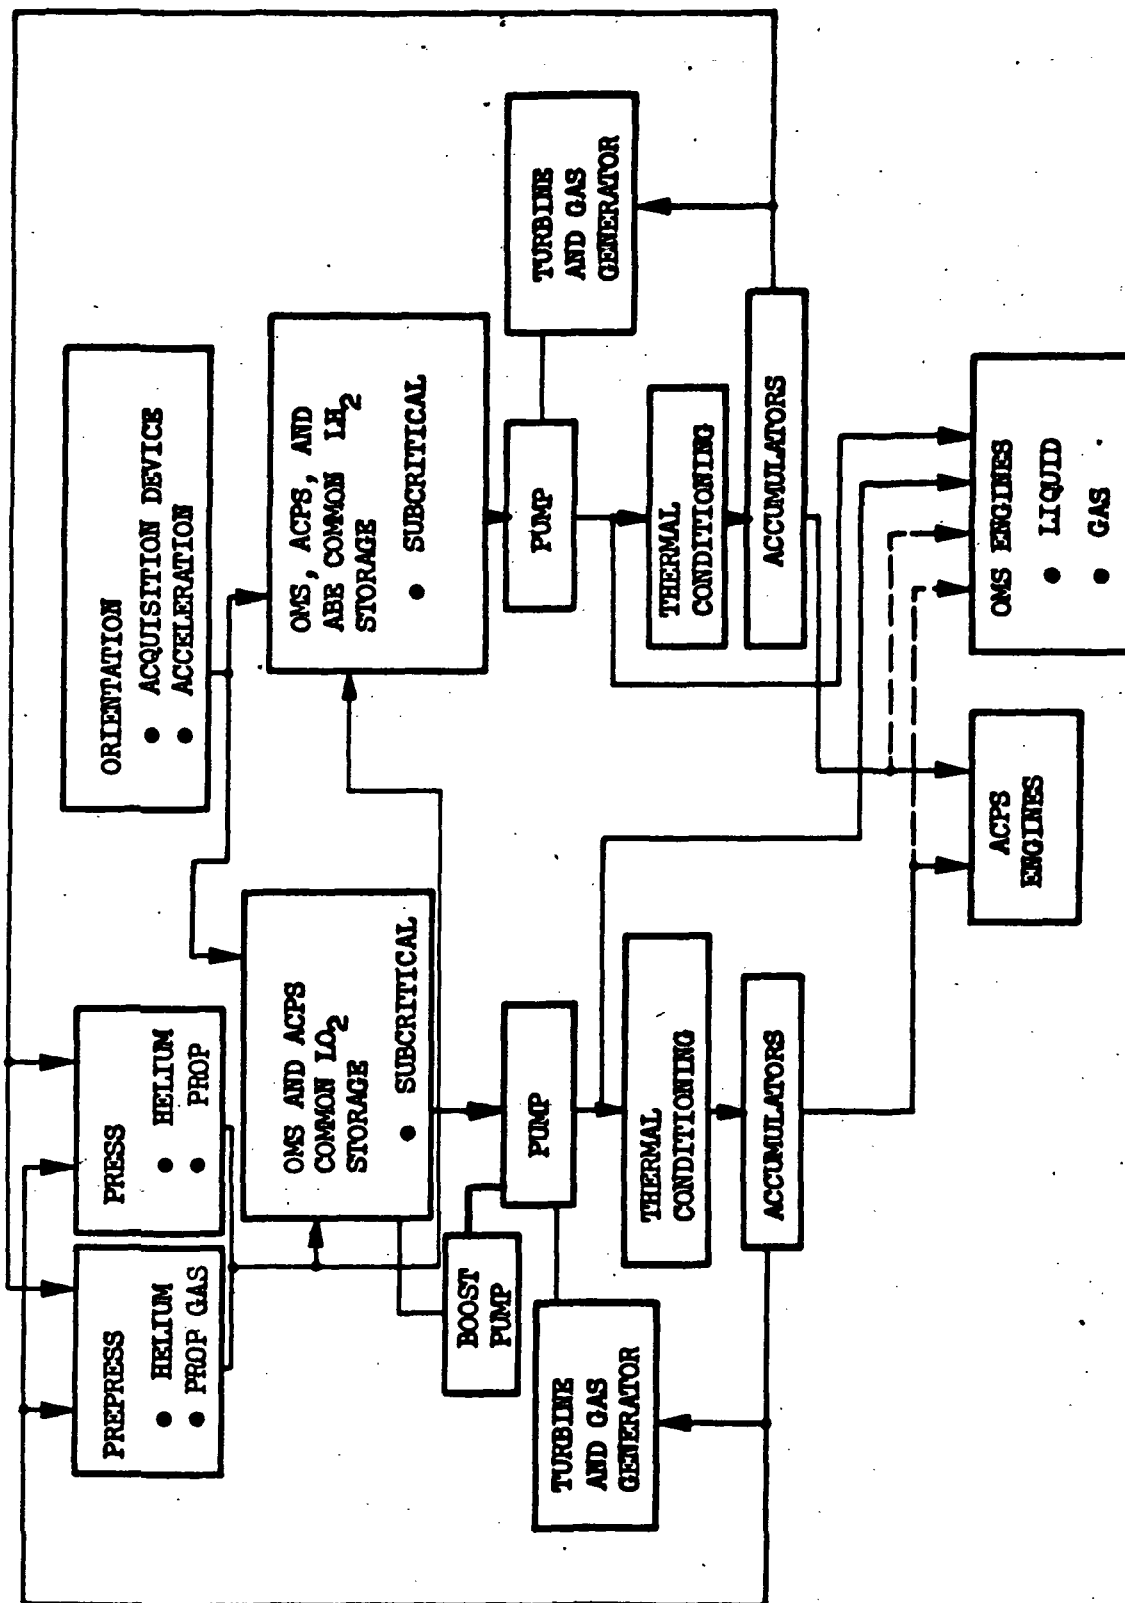 PREPRESS
● HELIUM
● PROP GAS
PRESS
● HELIUM
● PROP
ORIENTATION
● ACQUISITION DEVICE
● ACCELERATION
OMS AND ACPS
COMMON LO2
STORAGE
● SUBCRITICAL
OMS, ACPS, AND
ABE COMMON LH2
STORAGE
● SUBCRITICAL
BOOST
PUMP
PUMP
PUMP
TURBINE
AND GAS
GENERATOR
TURBINE
AND GAS
GENERATOR
THERMAL
CONDITIONING
THERMAL
CONDITIONING
ACCUMULATORS
ACCUMULATORS
ACPS
ENGINES
OMS ENGINES
● LIQUID
● GAS